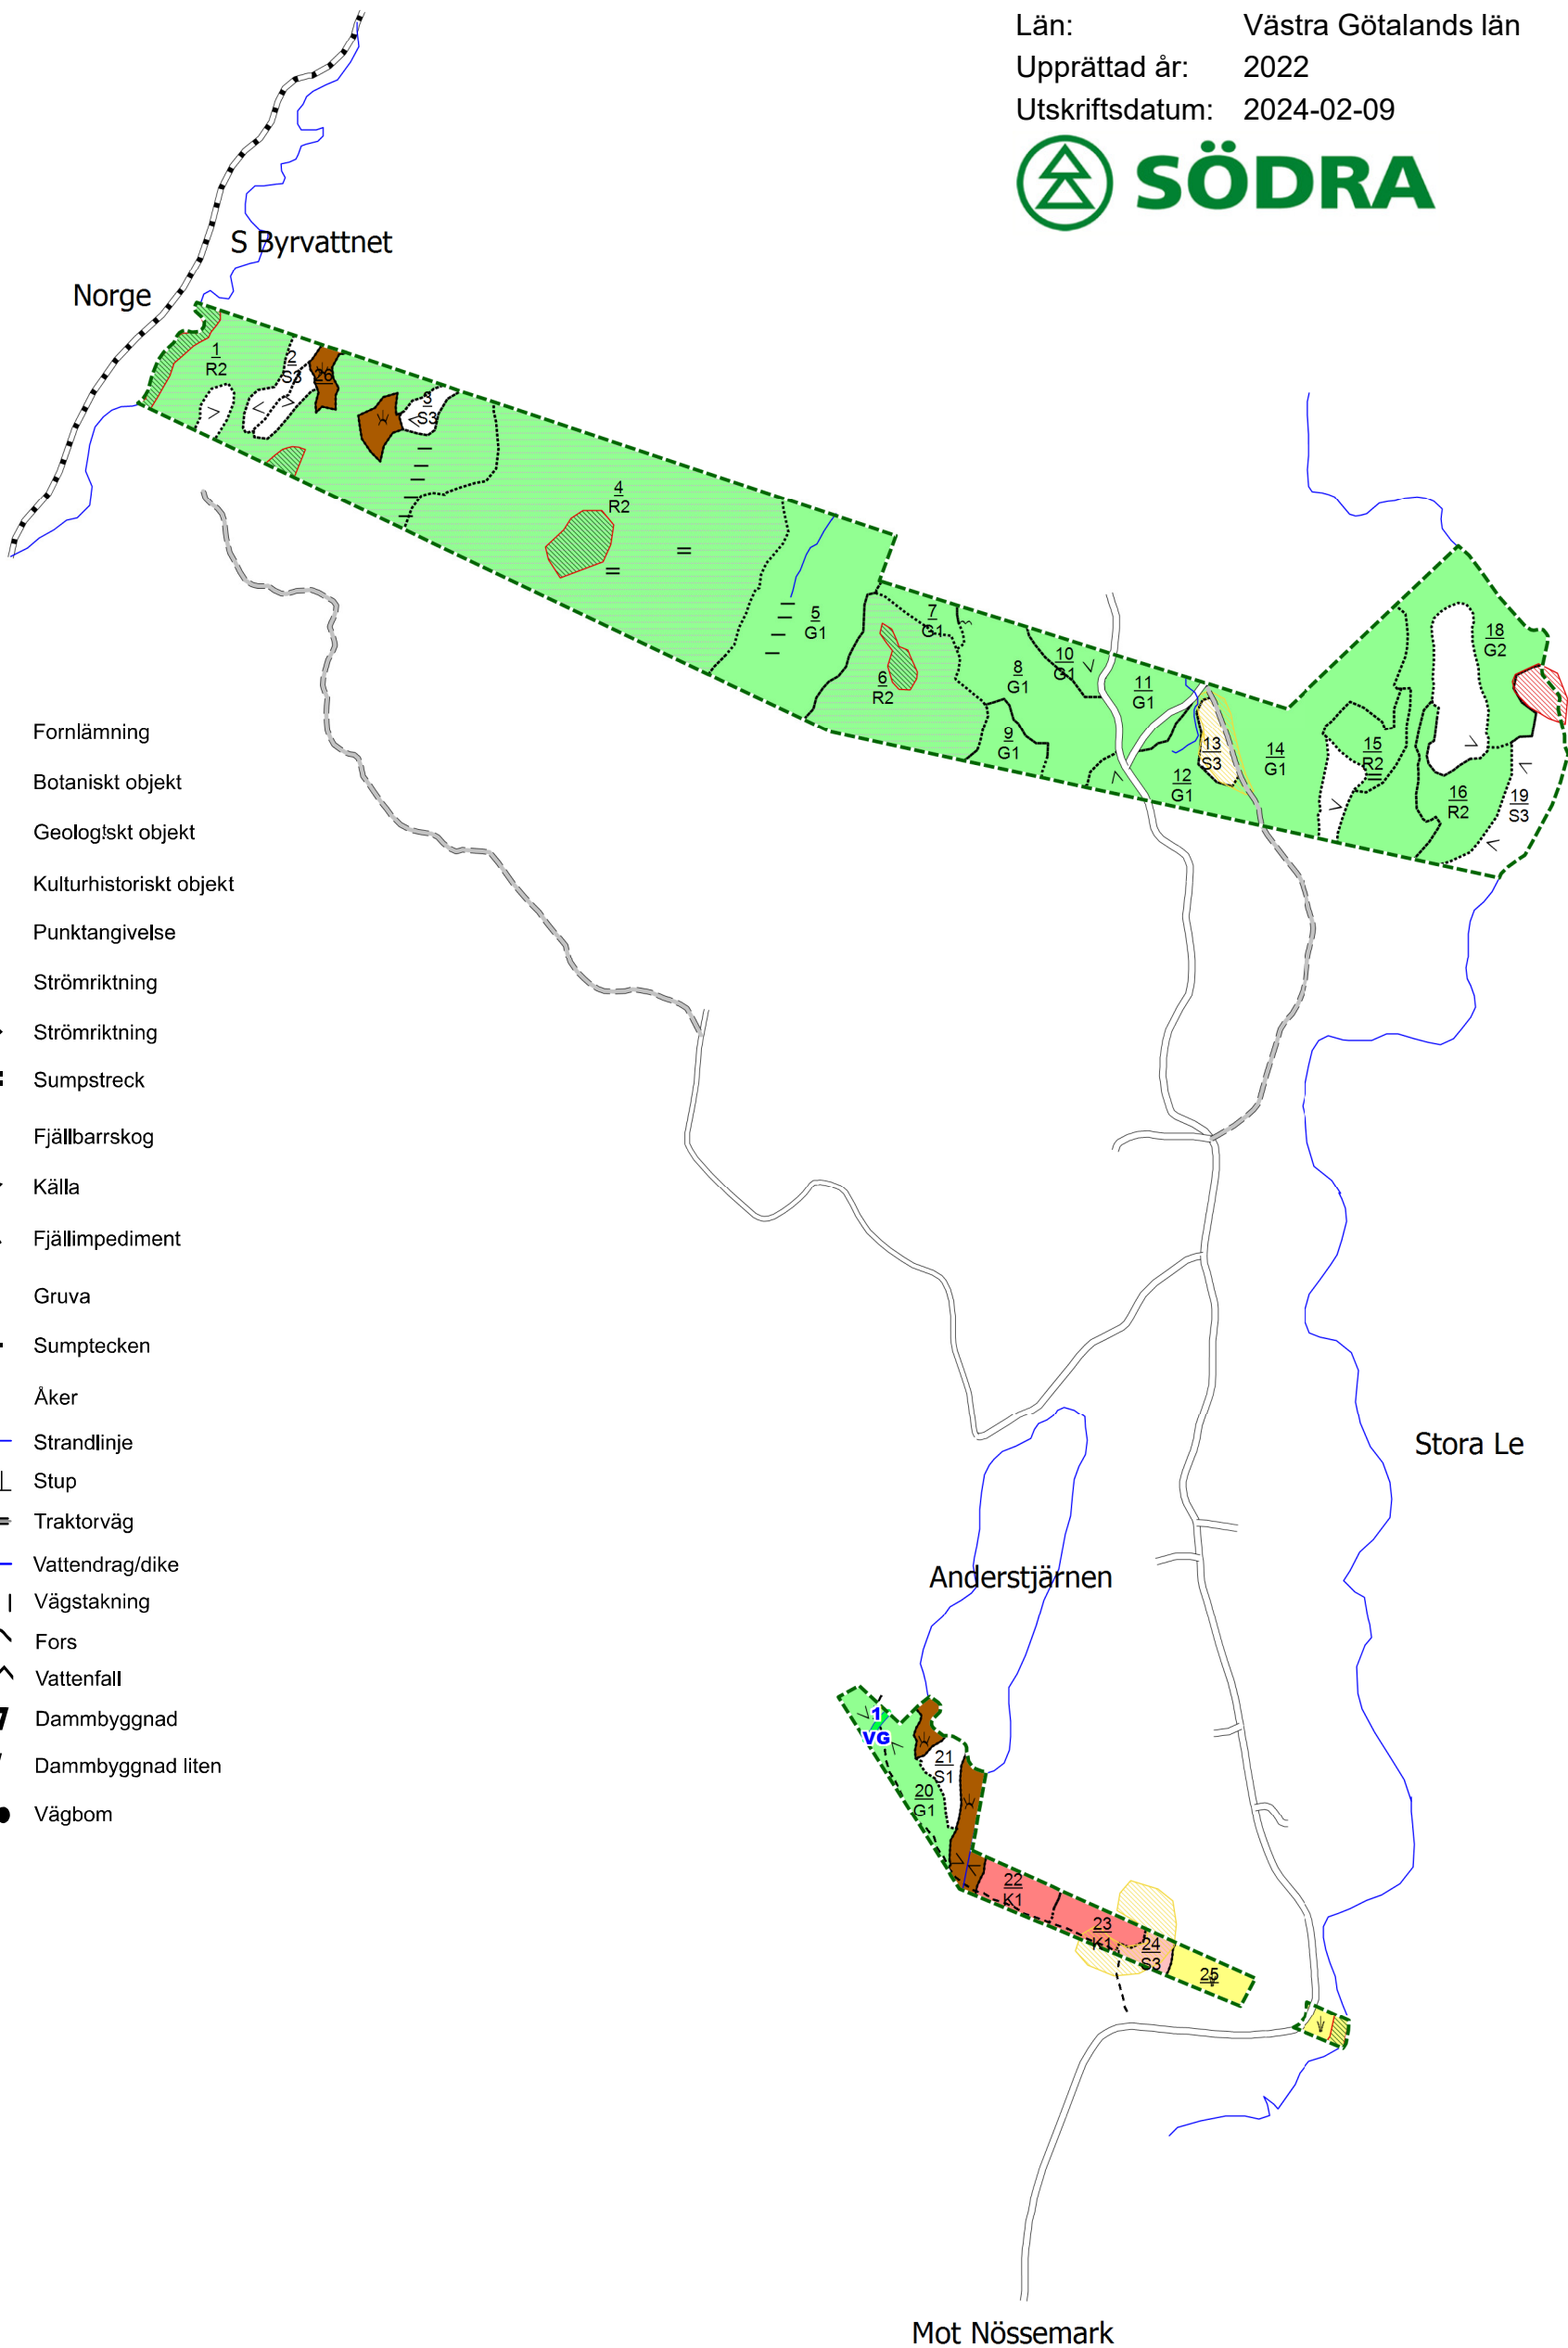 Län: Västra Götalands län
Upprättad år: 2022
Utskriftsdatum: 2024-02-09
SÖDRA
S Byrvattnet
Norge
1
R2
2
S3
26
3
S3
4
R2
5
G1
6
R2
7
G1
8
G1
9
G1
10
G1
11
G1
12
G1
13
S3
14
G1
15
R2
16
R2
18
G2
19
S3
Fornlämning
Botaniskt objekt
Geologiskt objekt
Kulturhistoriskt objekt
Punktangivelse
Strömriktning
Strömriktning
Sumpstreck
Fjällbarrskog
Källa
Fjällimpediment
Gruva
Sumptecken
Åker
Strandlinje
Stup
Traktorväg
Vattendrag/dike
Vägstakning
Fors
Vattenfall
Dammbyggnad
Dammbyggnad liten
Vägbom
Stora Le
Anderstjärnen
1
VG
20
G1
21
S1
22
K1
23
K1
24
S3
25
Mot Nössemark